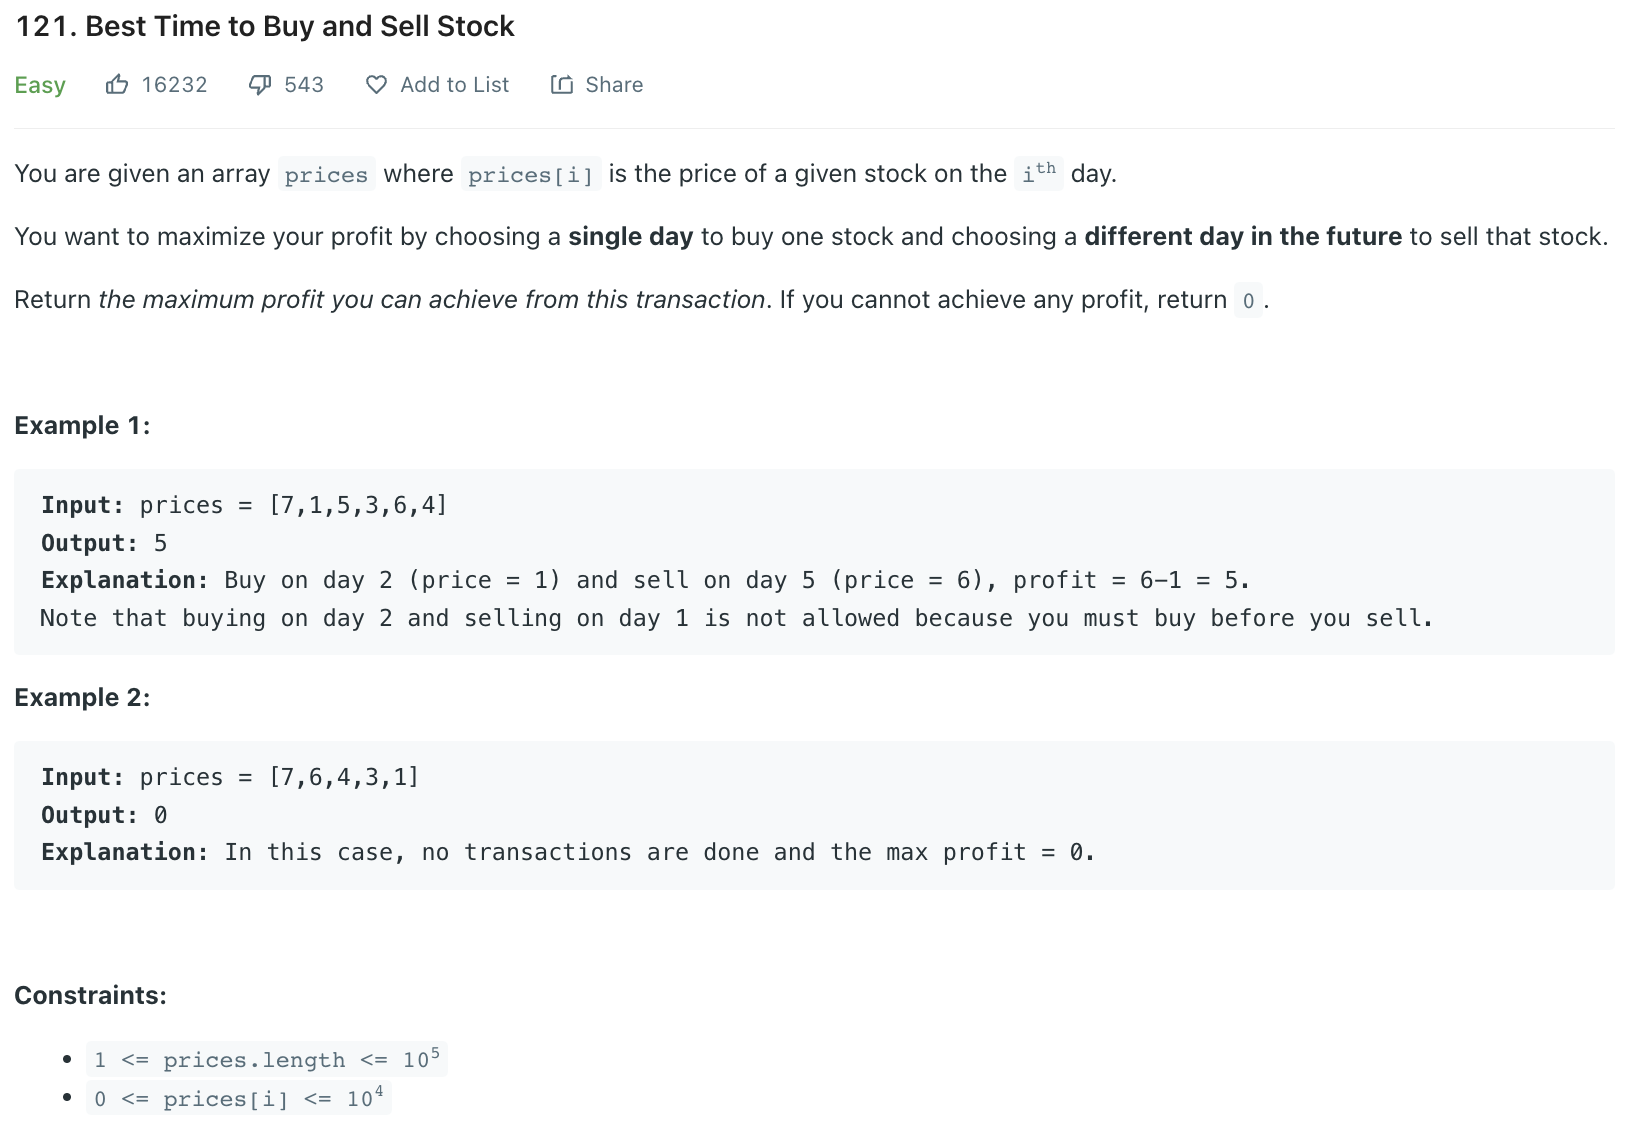 121. Best Time to Buy and Sell Stock
Easy 16232 543 Add to List Share
You are given an array prices where prices[i] is the price of a given stock on the ith day.
You want to maximize your profit by choosing a single day to buy one stock and choosing a different day in the future to sell that stock.
Return the maximum profit you can achieve from this transaction. If you cannot achieve any profit, return 0.
Example 1:
Input: prices = [7,1,5,3,6,4]
Output: 5
Explanation: Buy on day 2 (price = 1) and sell on day 5 (price = 6), profit = 6-1 = 5.
Note that buying on day 2 and selling on day 1 is not allowed because you must buy before you sell.
Example 2:
Input: prices = [7,6,4,3,1]
Output: 0
Explanation: In this case, no transactions are done and the max profit = 0.
Constraints:
• 1 <= prices.length <= 10⁵
• 0 <= prices[i] <= 10⁴